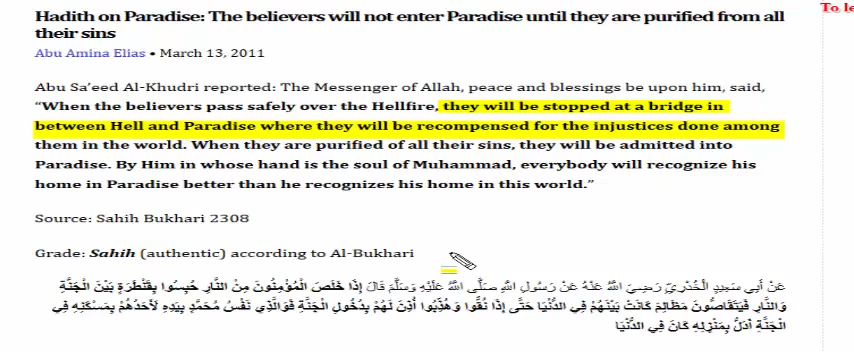 Hadith on Paradise: The believers will not enter Paradise until they are purified from all
their sins
Abu Amina Elias • March 13, 2011
Abu Sa’eed Al-Khudri reported: The Messenger of Allah, peace and blessings be upon him, said,
“When the believers pass safely over the Hellfire, they will be stopped at a bridge in
between Hell and Paradise where they will be recompensed for the injustices done among
them in the world. When they are purified of all their sins, they will be admitted into
Paradise. By Him in whose hand is the soul of Muhammad, everybody will recognize his
home in Paradise better than he recognizes his home in this world.”
Source: Sahih Bukhari 2308
Grade: Sahih (authentic) according to Al-Bukhari
عَنْ أَبِي سَعِيدٍ الْخُدْرِيِّ رَضِيَ اللَّهُ عَنْهُ عَنْ رَسُولِ اللَّهِ صَلَّى اللَّهُ عَلَيْهِ وَسَلَّمَ قَالَ إِذَا خَلَصَ الْمُؤْمِنُونَ مِنْ النَّارِ حُبِسُوا بِقَنْطَرَةٍ بَيْنَ الْجَنَّةِ
وَالنَّارِ فَيَتَقَاصُّونَ مَظَالِمَ كَانَتْ بَيْنَهُمْ فِي الدُّنْيَا حَتَّى إِذَا نُقُّوا وَهُذِّبُوا أُذِنَ لَهُمْ بِدُخُولِ الْجَنَّةِ فَوَالَّذِي نَفْسُ مُحَمَّدٍ بِيَدِهِ لَأَحَدُهُمْ بِمَسْكَنِهِ فِي
الْجَنَّةِ أَدَلُّ بِمَنْزِلِهِ كَانَ فِي الدُّنْيَا
To le